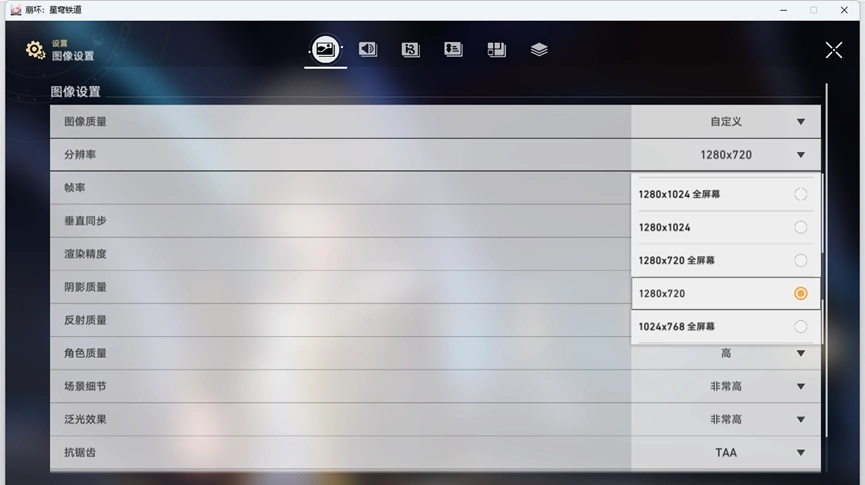 崩坏：星穹铁道
设置
图像设置
图像设置
图像质量 自定义
分辨率 1280x720
帧率
1280x1024 全屏幕
垂直同步
1280x1024
渲染精度
1280x720 全屏幕
阴影质量
1280x720
反射质量
1024x768 全屏幕
角色质量 高
场景细节 非常高
泛光效果 非常高
抗锯齿 TAA